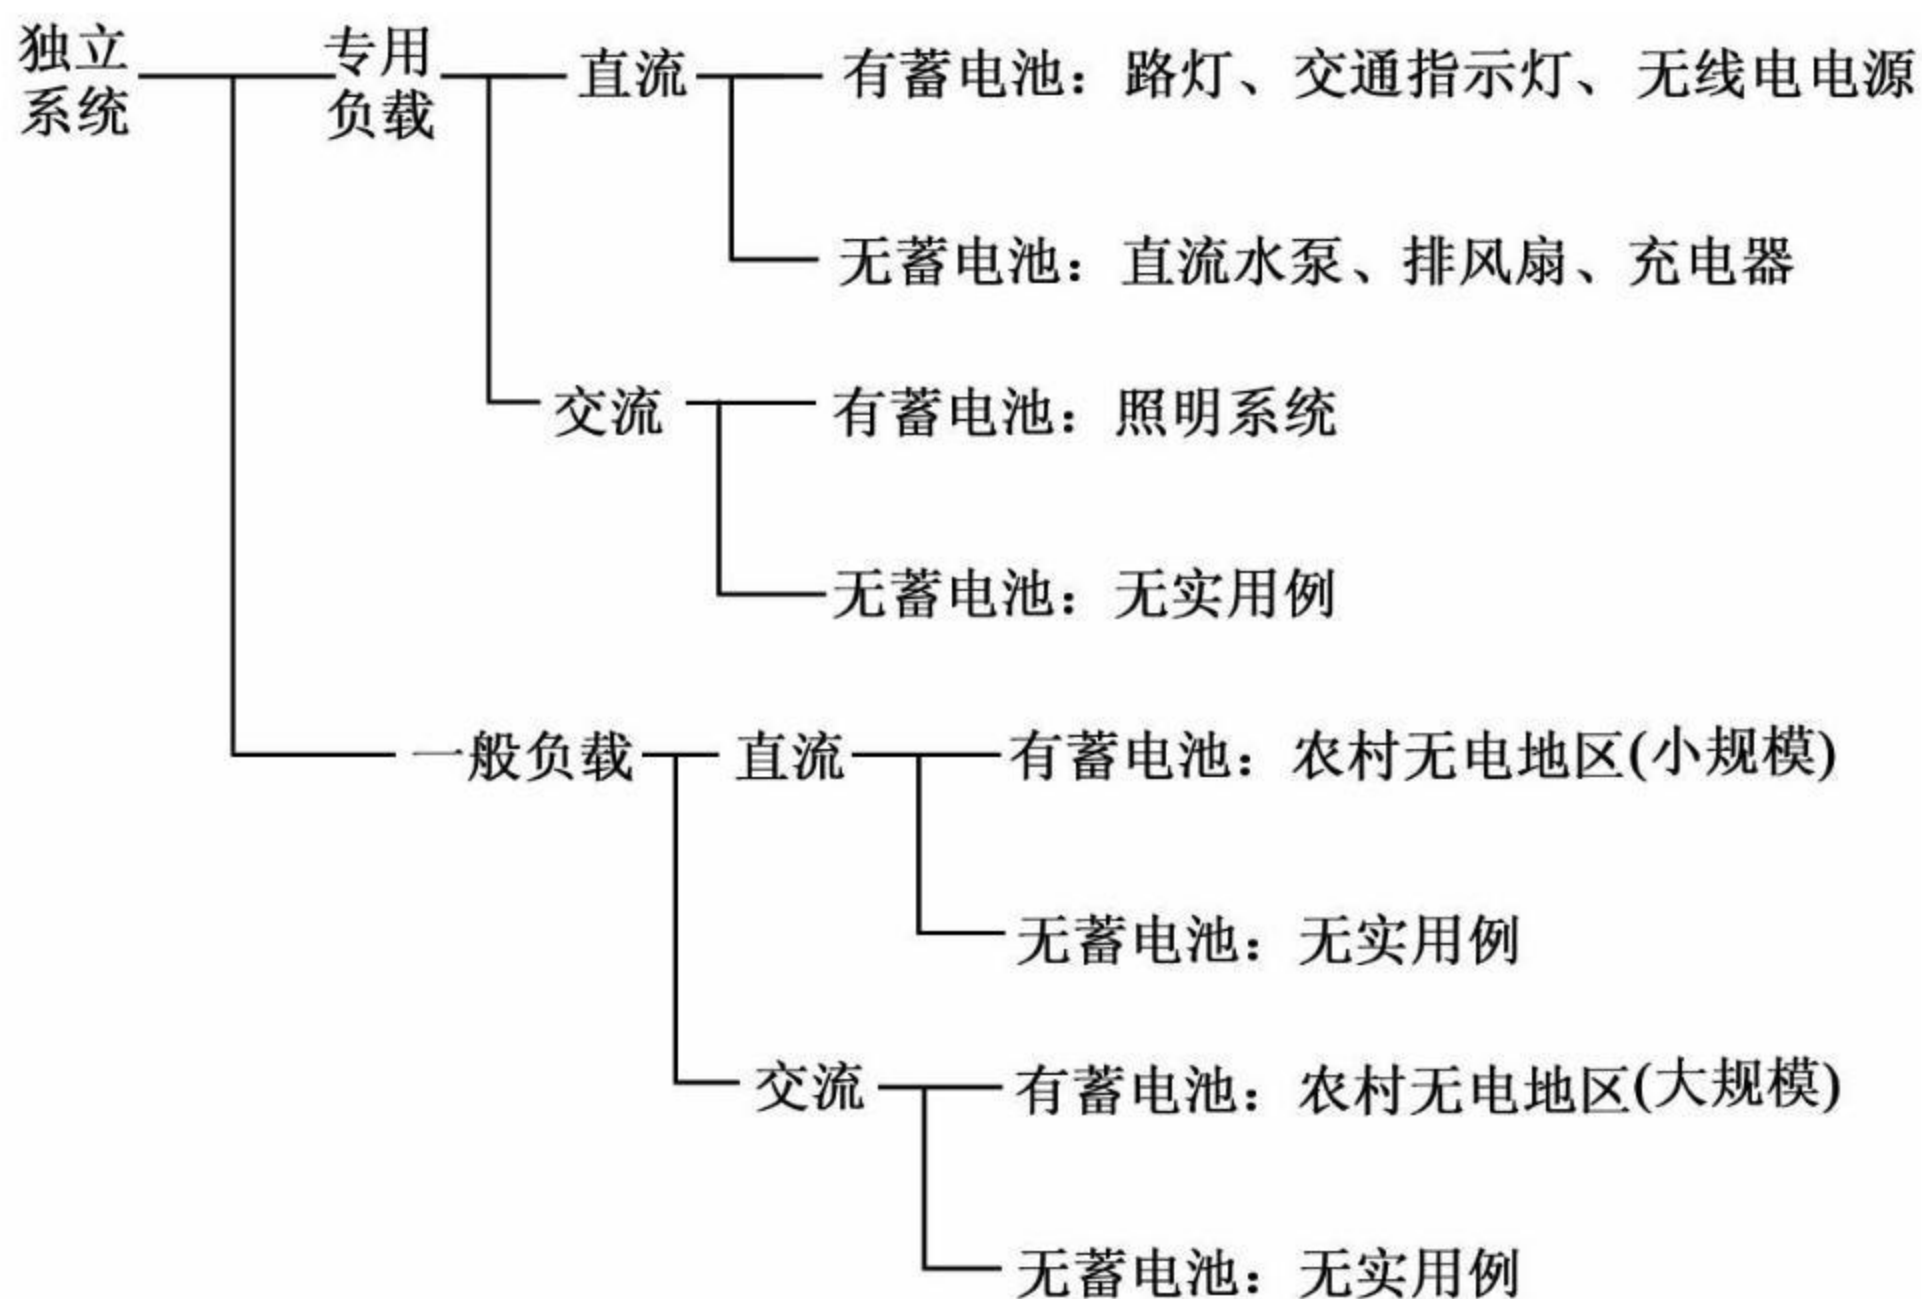 独立
系统
专用
负载
直流
有蓄电池：路灯、交通指示灯、无线电电源
无蓄电池：直流水泵、排风扇、充电器
交流
有蓄电池：照明系统
无蓄电池：无实用例
一般负载
直流
有蓄电池：农村无电地区(小规模)
无蓄电池：无实用例
交流
有蓄电池：农村无电地区(大规模)
无蓄电池：无实用例